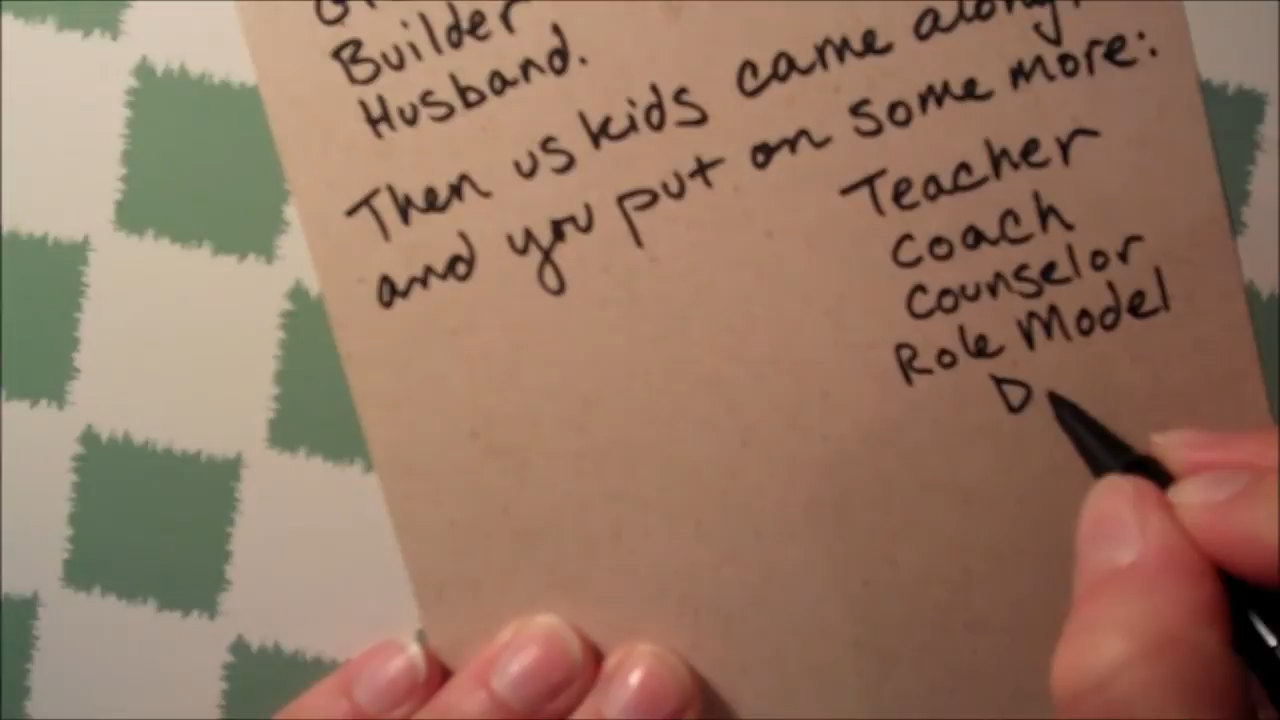 Builder
Husband.
Then us kids came along,
and you put on some more:
Teacher
Coach
Counselor
Role Model
D